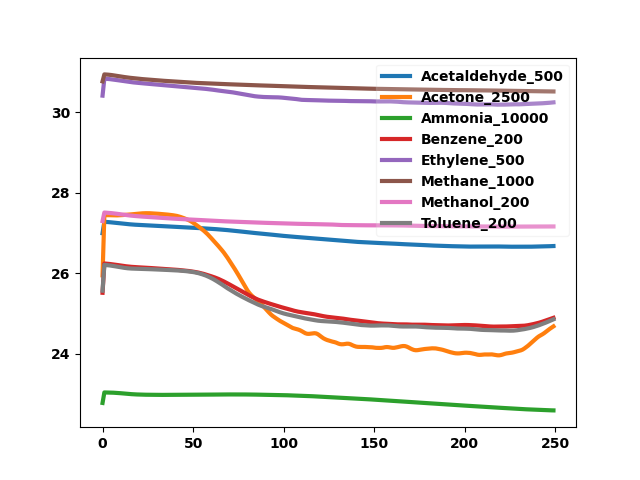 30
28
26
24
0 50 100 150 200 250
Acetaldehyde_500
Acetone_2500
Ammonia_10000
Benzene_200
Ethylene_500
Methane_1000
Methanol_200
Toluene_200